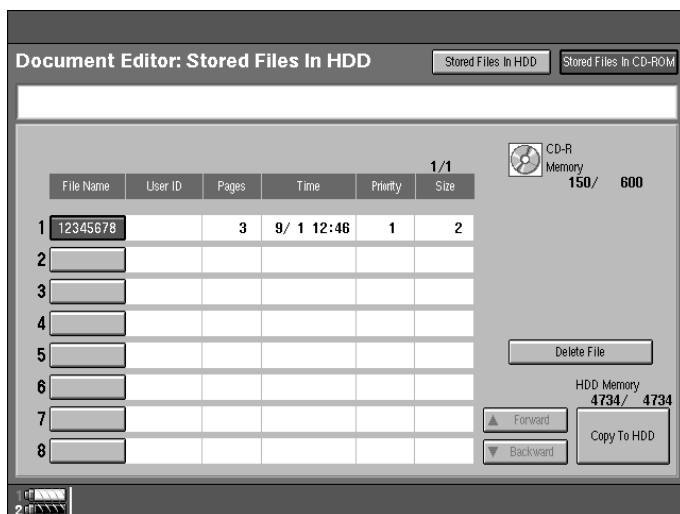 Document Editor: Stored Files In HDD Stored Files In HDD Stored Files In CD-ROM
CD-R
Memory
150/ 600
1/1
File Name User ID Pages Time Priority Size
1 12345678 3 9/ 1 12:46 1 2
2
3
4
5
Delete File
6
HDD Memory
4734/ 4734
7 ▲ Forward
Copy To HDD
8 ▼ Backward
1
2